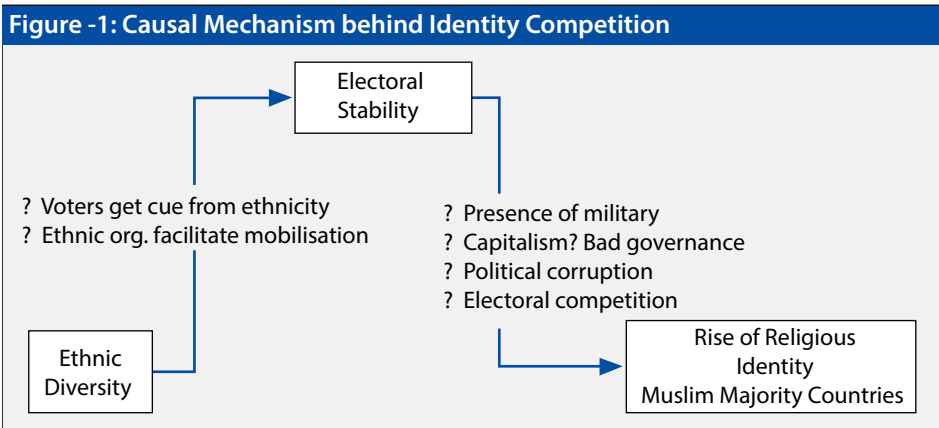 Figure -1: Causal Mechanism behind Identity Competition
Electoral
Stability
? Voters get cue from ethnicity
? Ethnic org. facilitate mobilisation
? Presence of military
? Capitalism? Bad governance
? Political corruption
? Electoral competition
Ethnic
Diversity
Rise of Religious
Identity
Muslim Majority Countries